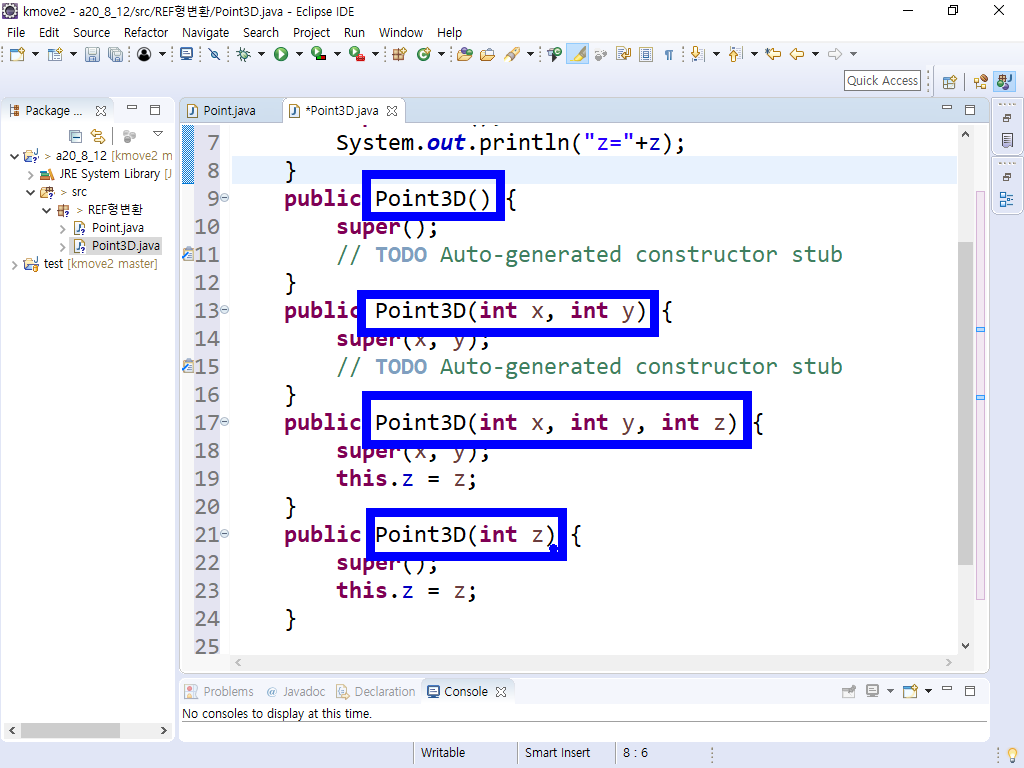 kmove2 - a20_8_12/src/REF형변환/Point3D.java - Eclipse IDE
File Edit Source Refactor Navigate Search Project Run Window Help
Quick Access
Package ...
Point.java
*Point3D.java
> a20_8_12 [kmove2 m
JRE System Library [J
> src
> REF형변환
Point.java
Point3D.java
test [kmove2 master]
7 System.out.println("z="+z);
8 }
9 public Point3D() {
10 super();
11 // TODO Auto-generated constructor stub
12 }
13 public Point3D(int x, int y) {
14 super(x, y);
15 // TODO Auto-generated constructor stub
16 }
17 public Point3D(int x, int y, int z) {
18 super(x, y);
19 this.z = z;
20 }
21 public Point3D(int z) {
22 super();
23 this.z = z;
24 }
25
Problems @ Javadoc Declaration Console
No consoles to display at this time.
Writable Smart Insert 8 : 6